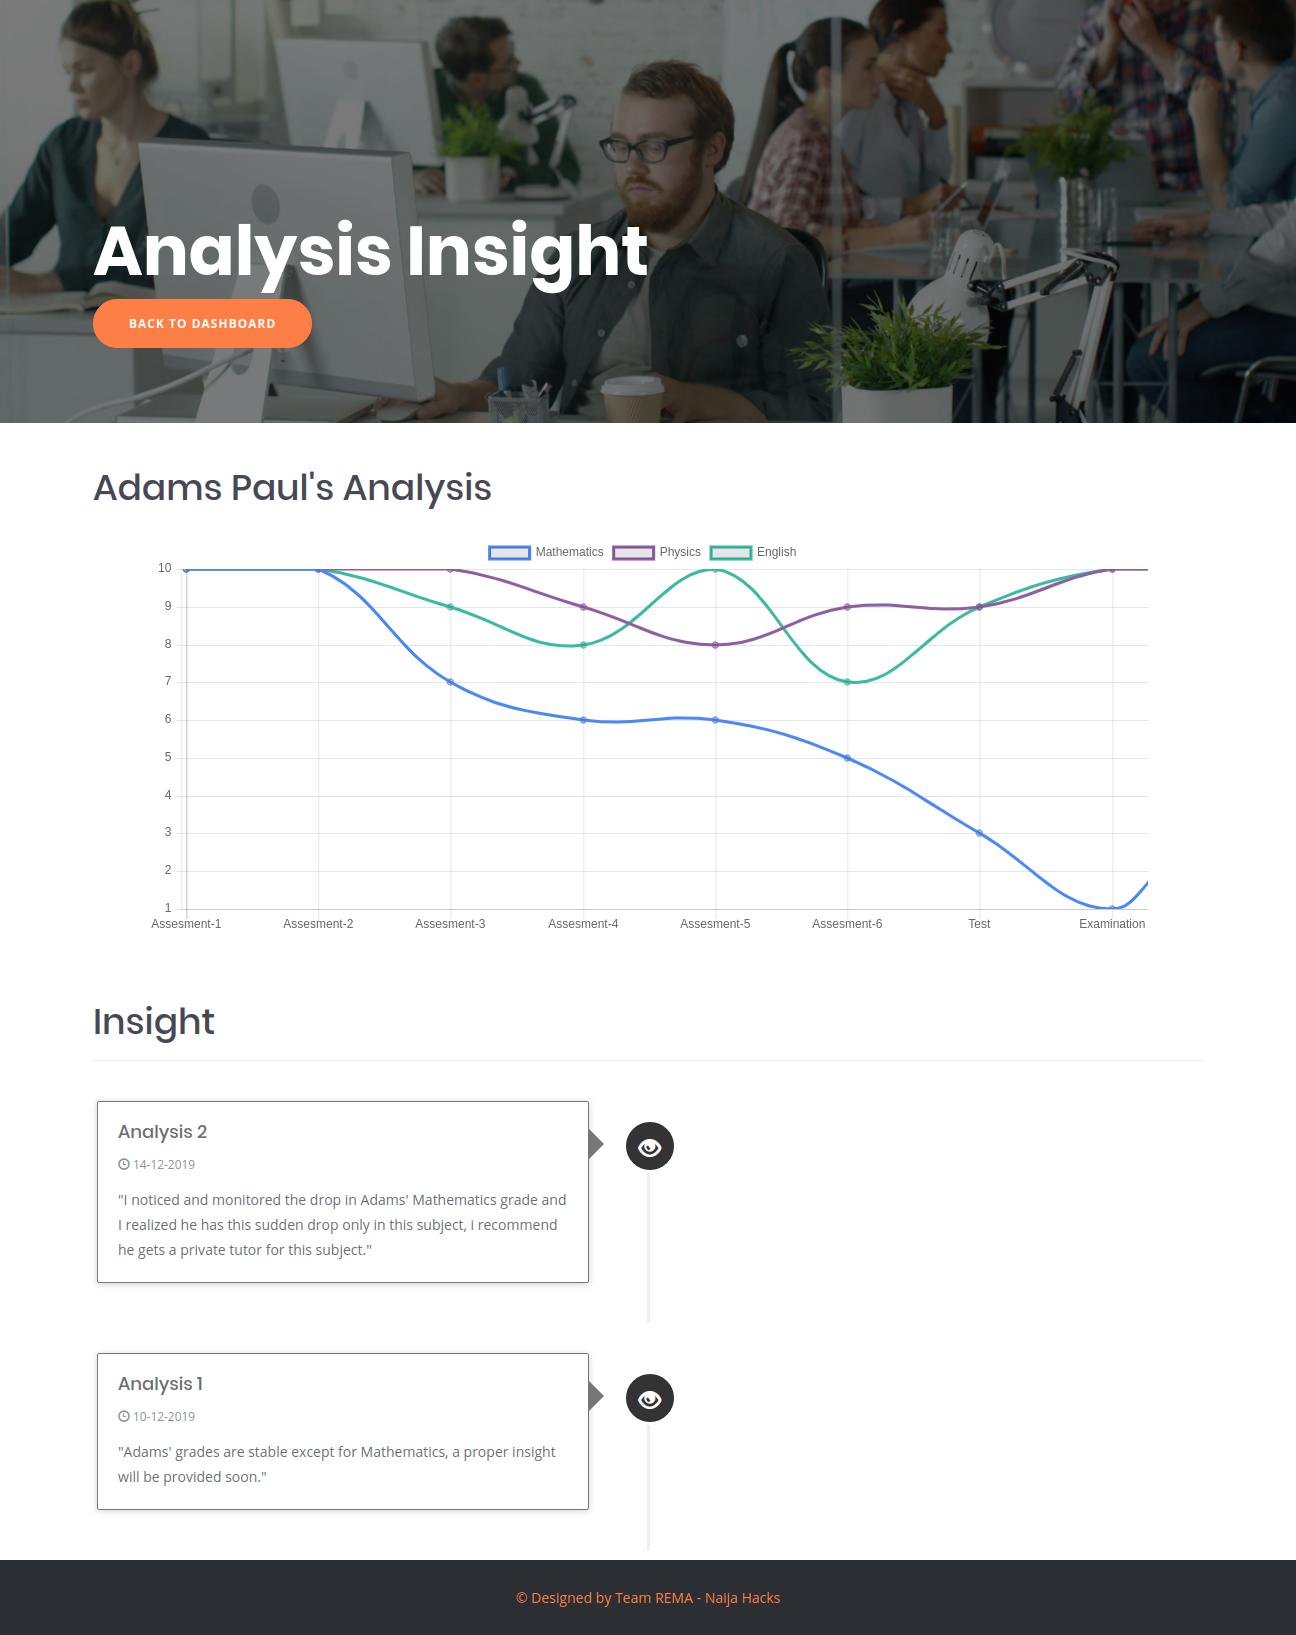 Analysis Insight
BACK TO DASHBOARD
Adams Paul's Analysis
Mathematics Physics English
10
9
8
7
6
5
4
3
2
1
Assesment-1 Assesment-2 Assesment-3 Assesment-4 Assesment-5 Assesment-6 Test Examination
Insight
Analysis 2
14-12-2019
"I noticed and monitored the drop in Adams' Mathematics grade and
I realized he has this sudden drop only in this subject, i recommend
he gets a private tutor for this subject."
Analysis 1
10-12-2019
"Adams' grades are stable except for Mathematics, a proper insight
will be provided soon."
© Designed by Team REMA - Naija Hacks